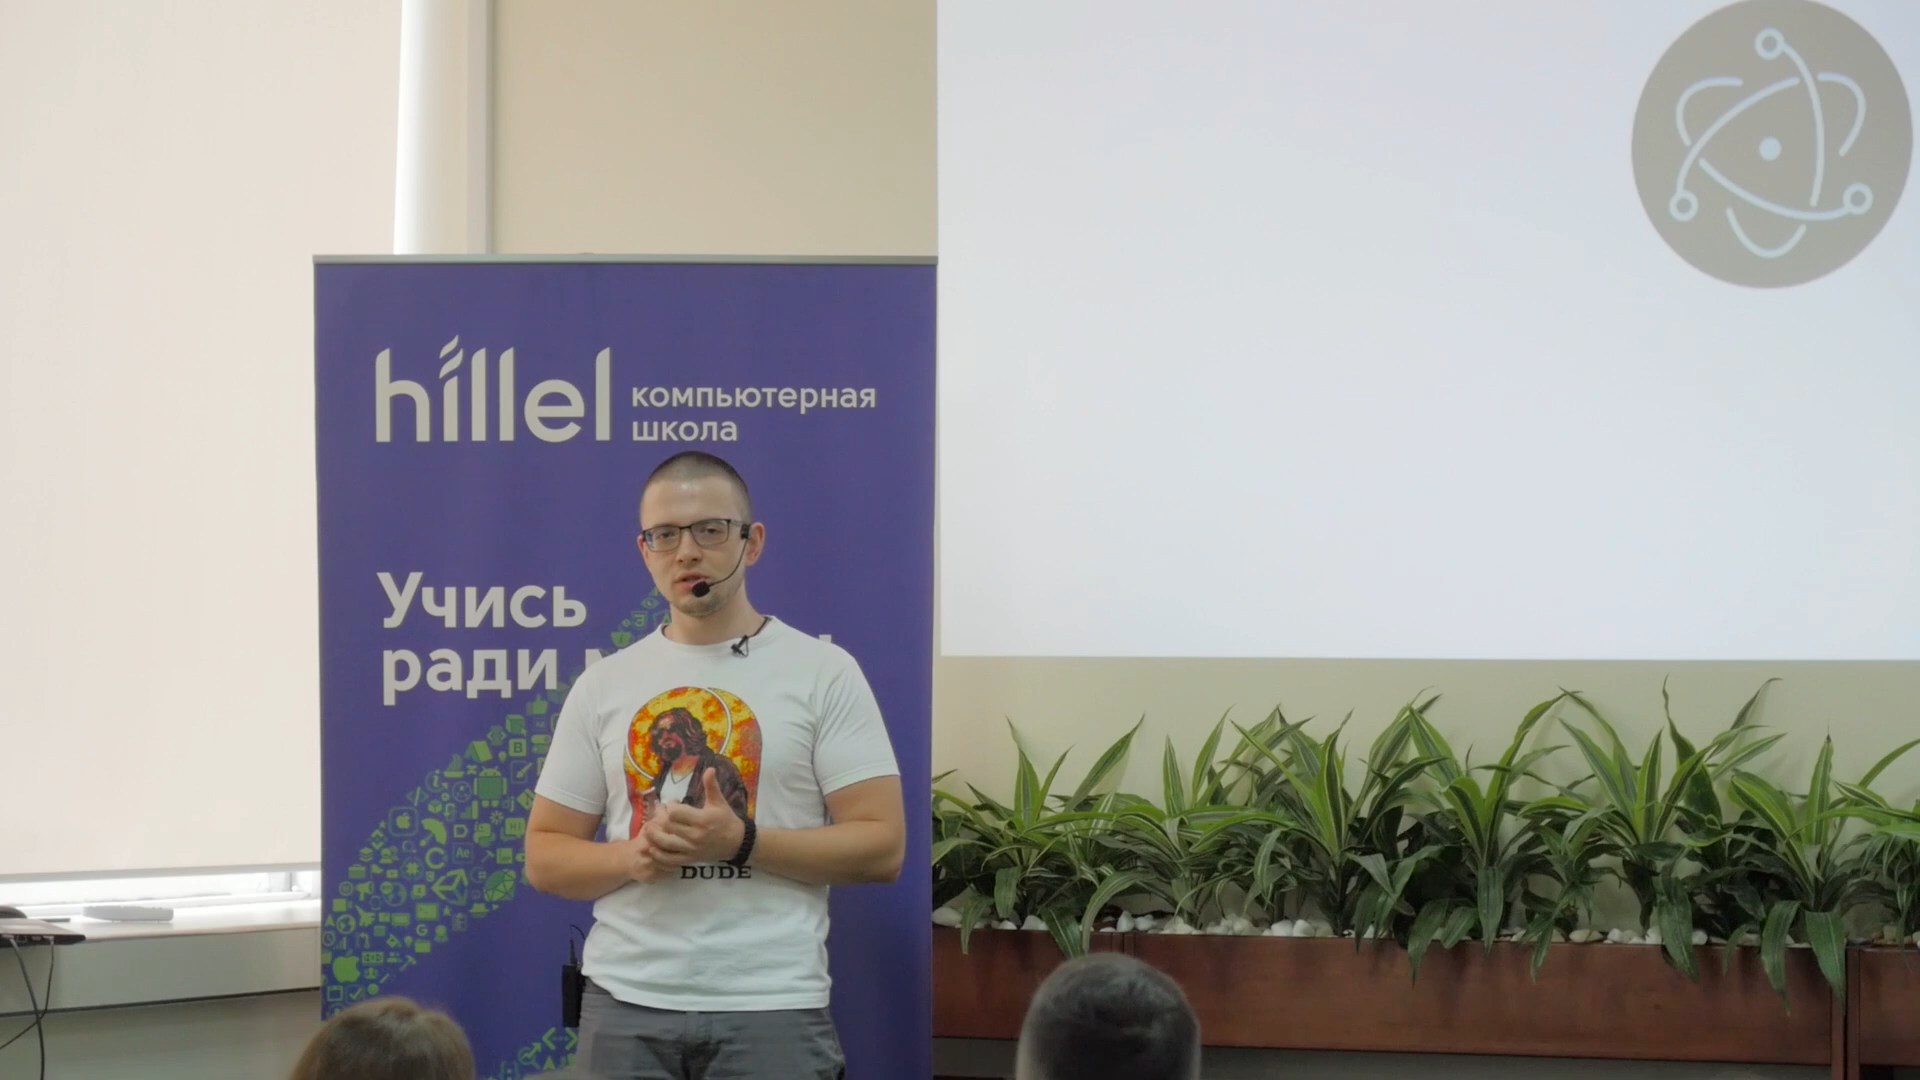 hillel
компьютерная
школа
Учись
ради
DUDE